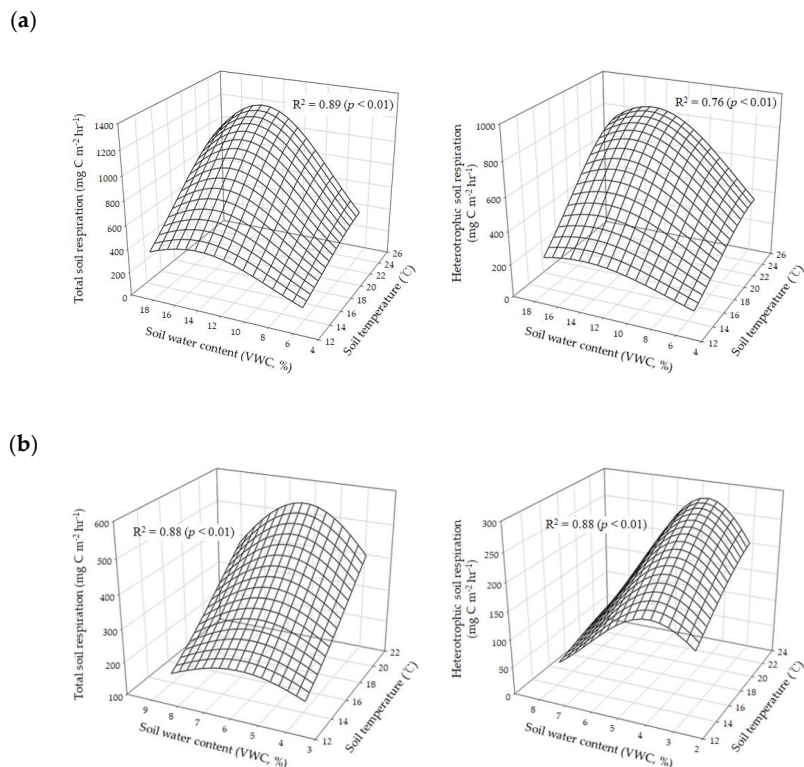 (a)
R² = 0.89 (p < 0.01)
Total soil respiration (mg C m⁻² hr⁻¹)
1400
1200
1000
800
600
400
200
0
18 16 14 12 10 8 6 4
Soil water content (VWC, %)
12 14 16 18 20 22 24 26
Soil temperature (℃)
R² = 0.76 (p < 0.01)
Heterotrophic soil respiration
(mg C m⁻² hr⁻¹)
1000
800
600
400
200
0
18 16 14 12 10 8 6 4
Soil water content (VWC, %)
12 14 16 18 20 22 24 26
Soil temperature (℃)
(b)
R² = 0.88 (p < 0.01)
Total soil respiration (mg C m⁻² hr⁻¹)
600
500
400
300
200
100
9 8 7 6 5 4 3
Soil water content (VWC, %)
12 14 16 18 20 22
Soil temperature (℃)
R² = 0.88 (p < 0.01)
Heterotrophic soil respiration
(mg C m⁻² hr⁻¹)
300
250
200
150
100
50
0
8 7 6 5 4 3 2
Soil water content (VWC, %)
12 14 16 18 20 22 24
Soil temperature (℃)